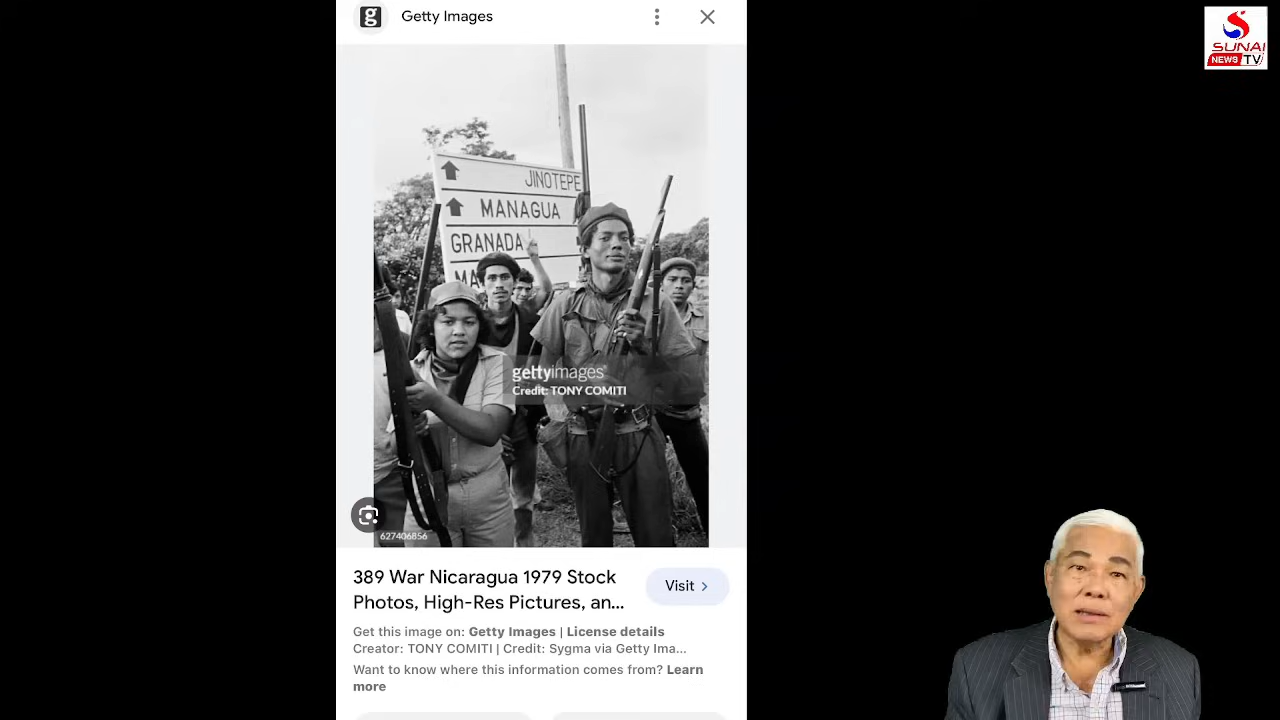 Getty Images
SUNAI
NEWS TV
JINOTEPE
MANAGUA
GRANADA
MA
gettyimages
Credit: TONY COMITI
627406856
389 War Nicaragua 1979 Stock
Photos, High-Res Pictures, an...
Visit
Get this image on: Getty Images | License details
Creator: TONY COMITI | Credit: Sygma via Getty Ima...
Want to know where this information comes from? Learn
more